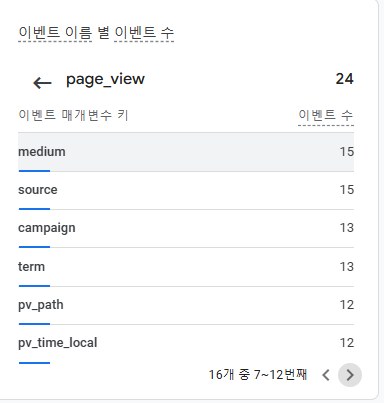 이벤트 이름 별 이벤트 수
← page_view 24
이벤트 매개변수 키 이벤트 수
medium 15
source 15
campaign 13
term 13
pv_path 12
pv_time_local 12
16개 중 7~12번째